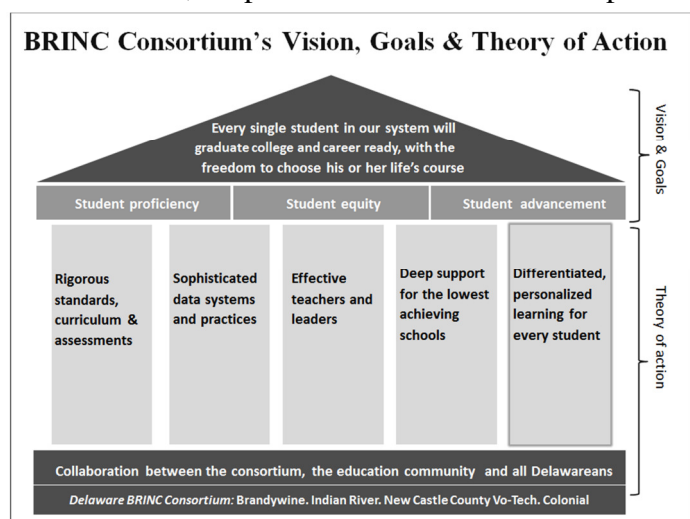 BRINC Consortium's Vision, Goals & Theory of Action
Every single student in our system will
graduate college and career ready, with the
freedom to choose his or her life's course
Vision & Goals
Student proficiency
Student equity
Student advancement
Rigorous
standards,
curriculum &
assessments
Sophisticated
data systems
and practices
Effective
teachers and
leaders
Deep support
for the lowest
achieving
schools
Differentiated,
personalized
learning for
every student
Theory of action
Collaboration between the consortium, the education community and all Delawareans
Delaware BRINC Consortium: Brandywine. Indian River. New Castle County Vo-Tech. Colonial